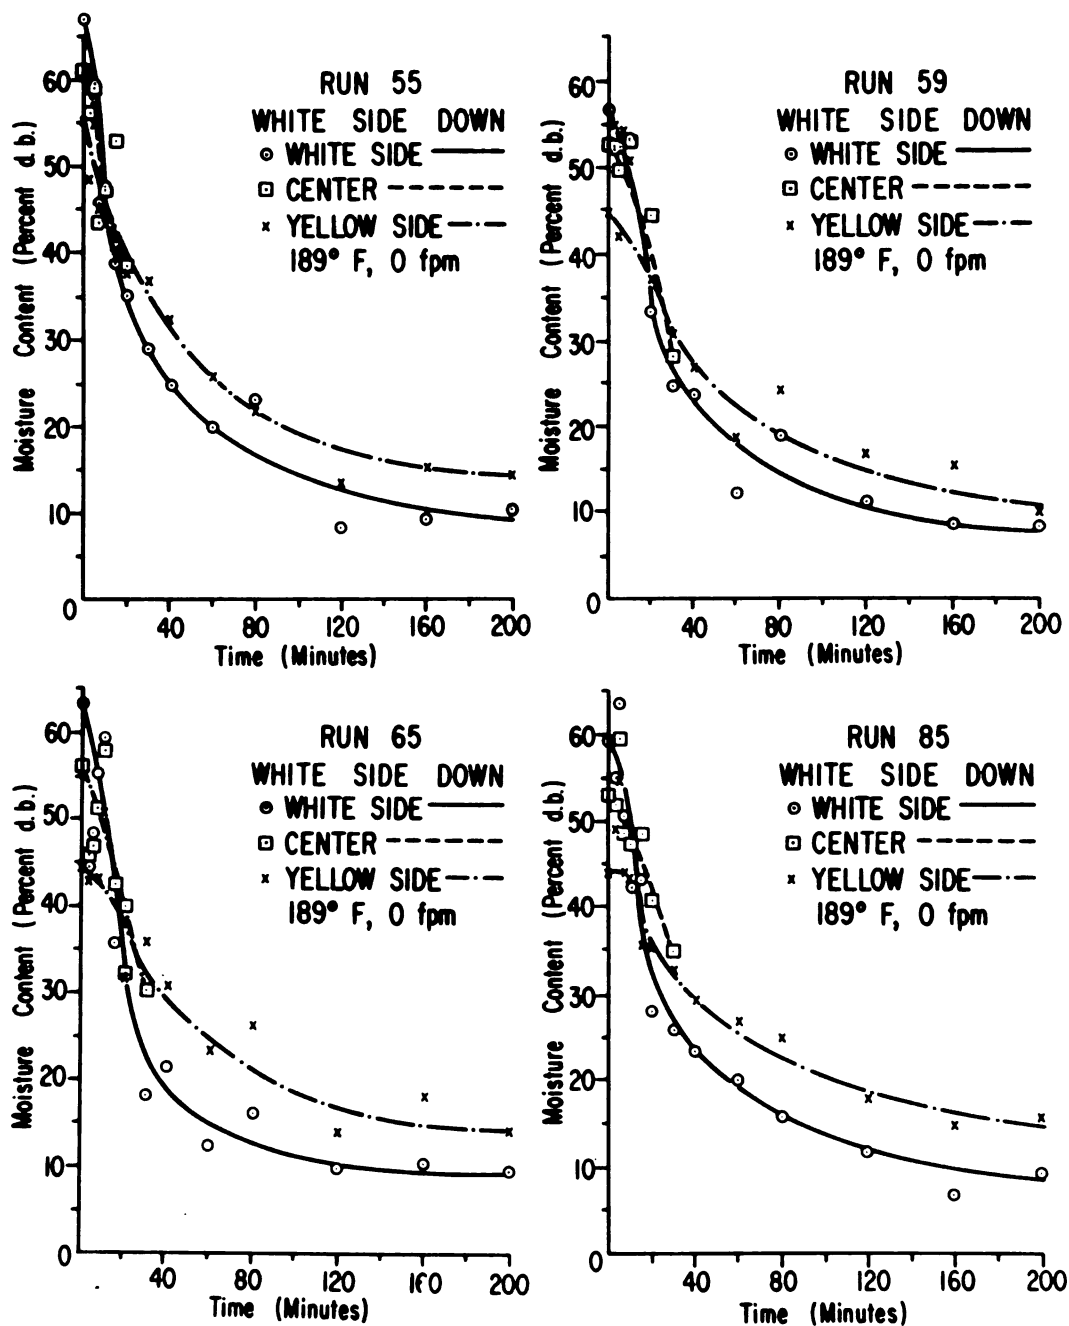 RUN 55
WHITE SIDE DOWN
WHITE SIDE
CENTER
YELLOW SIDE
189° F, 0 fpm
Moisture Content (Percent d.b.)
60
50
40
30
20
10
0
40 80 120 160 200
Time (Minutes)
RUN 59
WHITE SIDE DOWN
WHITE SIDE
CENTER
YELLOW SIDE
189° F, 0 fpm
Moisture Content (Percent d.b.)
60
50
40
30
20
10
0
40 80 120 160 200
Time (Minutes)
RUN 65
WHITE SIDE DOWN
WHITE SIDE
CENTER
YELLOW SIDE
189° F, 0 fpm
Moisture Content (Percent d.b.)
60
50
40
30
20
10
0
40 80 120 160 200
Time (Minutes)
RUN 85
WHITE SIDE DOWN
WHITE SIDE
CENTER
YELLOW SIDE
189° F, 0 fpm
Moisture Content (Percent d.b.)
60
50
40
30
20
10
0
40 80 120 160 200
Time (Minutes)